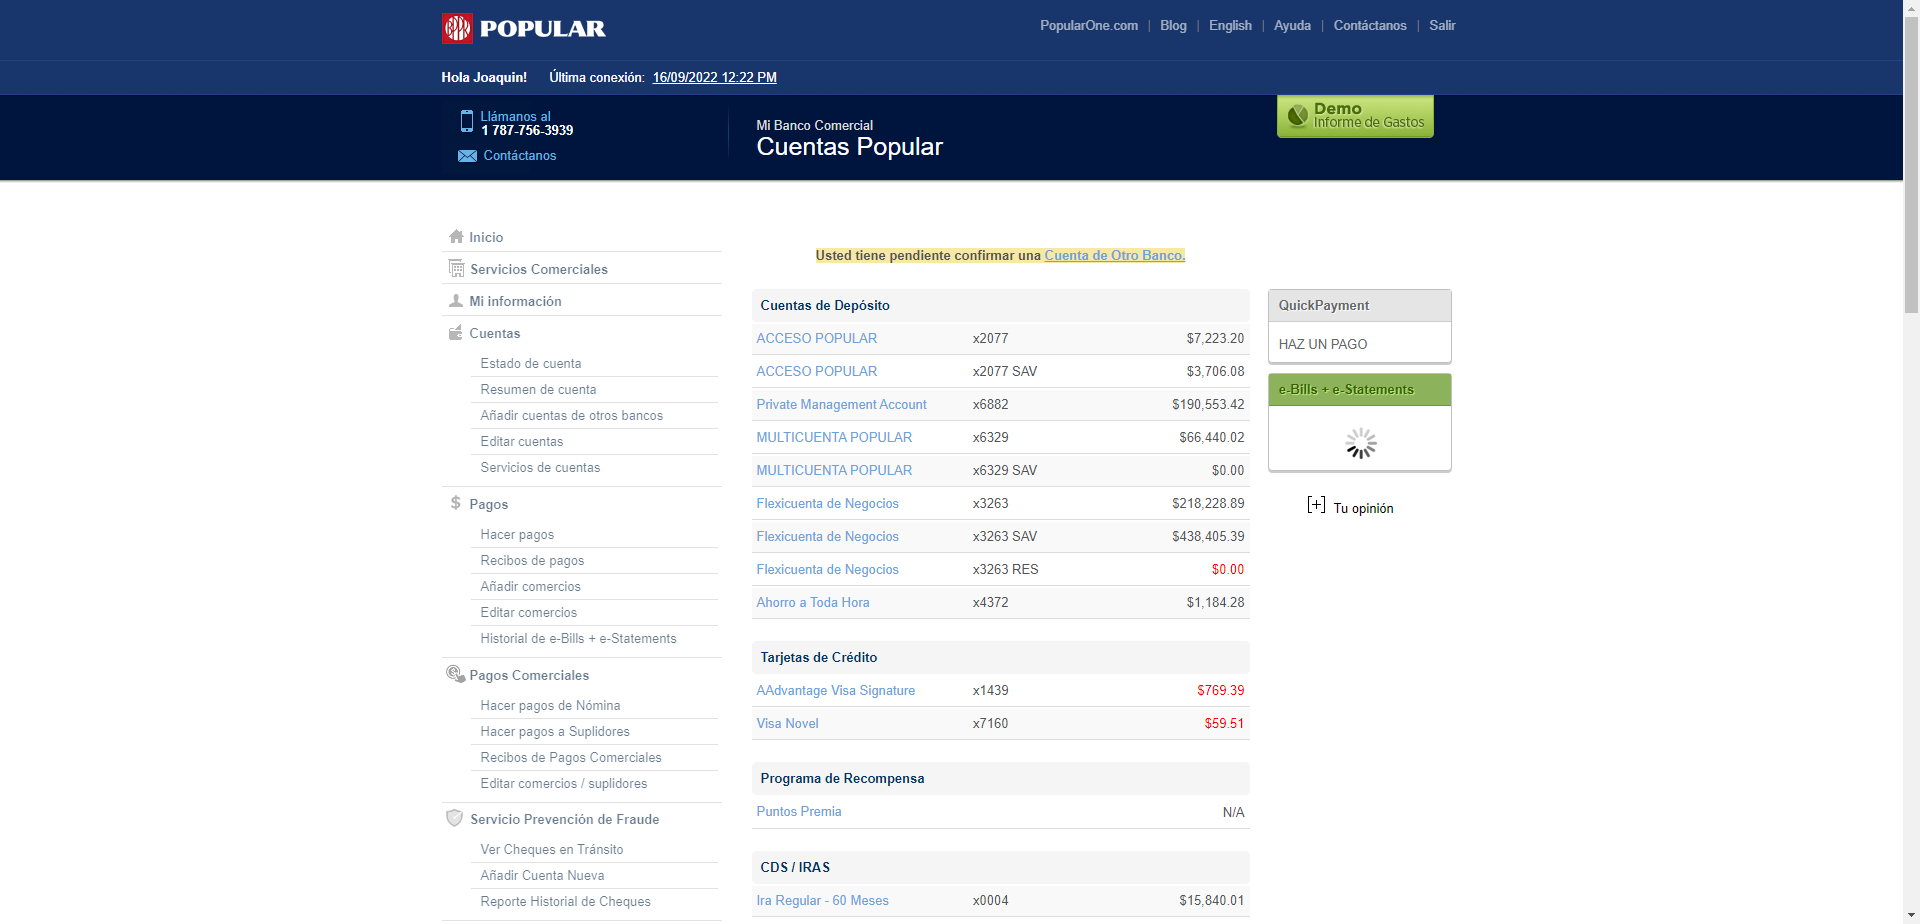 POPULAR
PopularOne.com | Blog | English | Ayuda | Contáctanos | Salir
Hola Joaquin! Última conexión: 16/09/2022 12:22 PM
Llámanos al
1 787-756-3939
Contáctanos
Mi Banco Comercial
Cuentas Popular
Demo
Informe de Gastos
Inicio
Servicios Comerciales
Mi información
Cuentas
Estado de cuenta
Resumen de cuenta
Añadir cuentas de otros bancos
Editar cuentas
Servicios de cuentas
Pagos
Hacer pagos
Recibos de pagos
Añadir comercios
Editar comercios
Historial de e-Bills + e-Statements
Pagos Comerciales
Hacer pagos de Nómina
Hacer pagos a Suplidores
Recibos de Pagos Comerciales
Editar comercios / suplidores
Servicio Prevención de Fraude
Ver Cheques en Tránsito
Añadir Cuenta Nueva
Reporte Historial de Cheques
Usted tiene pendiente confirmar una Cuenta de Otro Banco.
Cuentas de Depósito
ACCESO POPULAR x2077 $7,223.20
ACCESO POPULAR x2077 SAV $3,706.08
Private Management Account x6882 $190,553.42
MULTICUENTA POPULAR x6329 $66,440.02
MULTICUENTA POPULAR x6329 SAV $0.00
Flexicuenta de Negocios x3263 $218,228.89
Flexicuenta de Negocios x3263 SAV $438,405.39
Flexicuenta de Negocios x3263 RES $0.00
Ahorro a Toda Hora x4372 $1,184.28
Tarjetas de Crédito
AAdvantage Visa Signature x1439 $769.39
Visa Novel x7160 $59.51
Programa de Recompensa
Puntos Premia N/A
CDS / IRAS
Ira Regular - 60 Meses x0004 $15,840.01
QuickPayment
HAZ UN PAGO
e-Bills + e-Statements
[+] Tu opinión